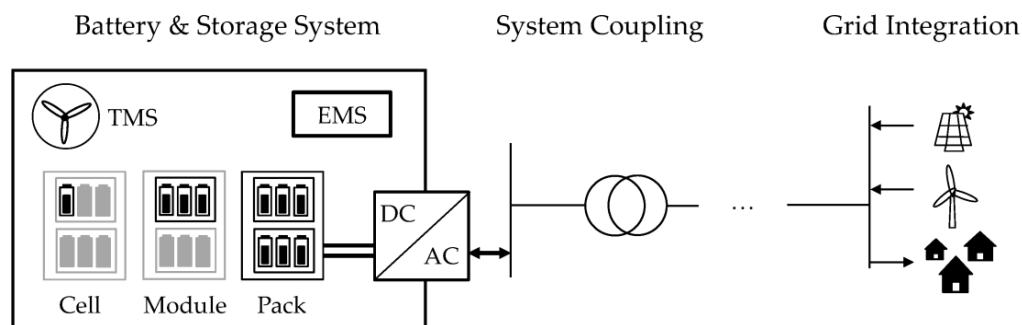 Battery & Storage System
System Coupling
Grid Integration
TMS
EMS
DC
AC
...
Cell
Module
Pack